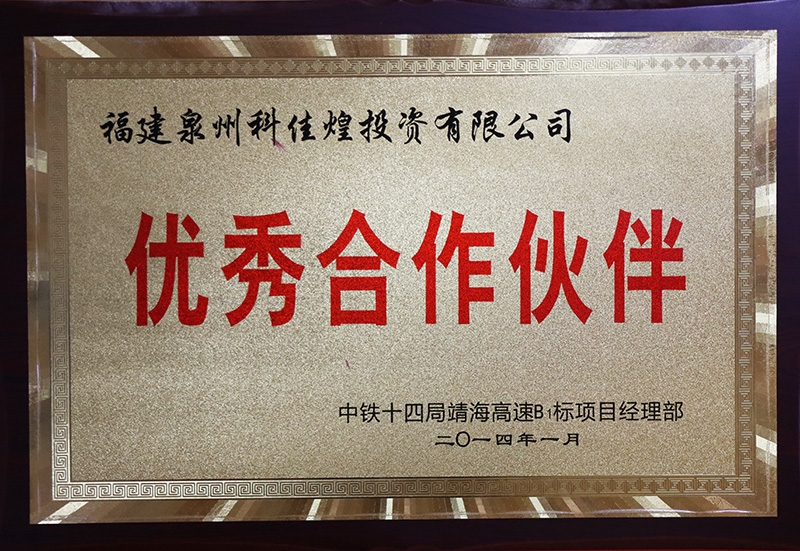 福建泉州科佳煌投资有限公司
优秀合作伙伴
中铁十四局靖海高速B1标项目经理部
二〇一四年一月